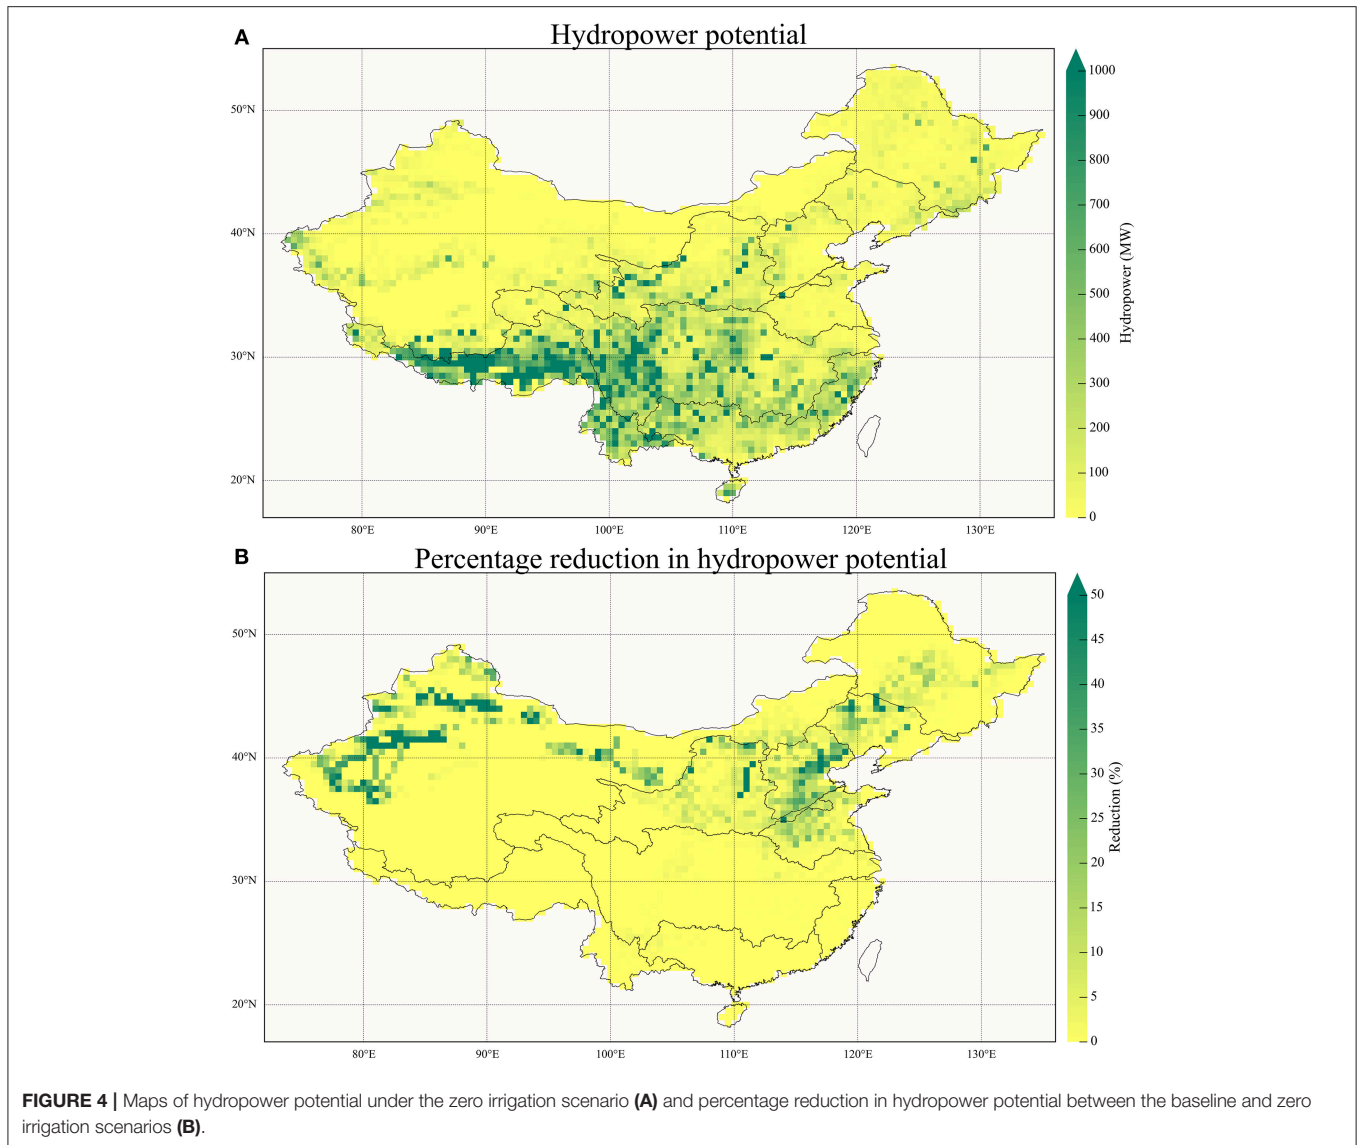 A
Hydropower potential
50°N
40°N
30°N
20°N
80°E
90°E
100°E
110°E
120°E
130°E
1000
900
800
700
600
500
400
300
200
100
0
Hydropower (MW)
B
Percentage reduction in hydropower potential
50°N
40°N
30°N
20°N
80°E
90°E
100°E
110°E
120°E
130°E
50
45
40
35
30
25
20
15
10
5
0
Reduction (%)
FIGURE 4 | Maps of hydropower potential under the zero irrigation scenario (A) and percentage reduction in hydropower potential between the baseline and zero
irrigation scenarios (B).